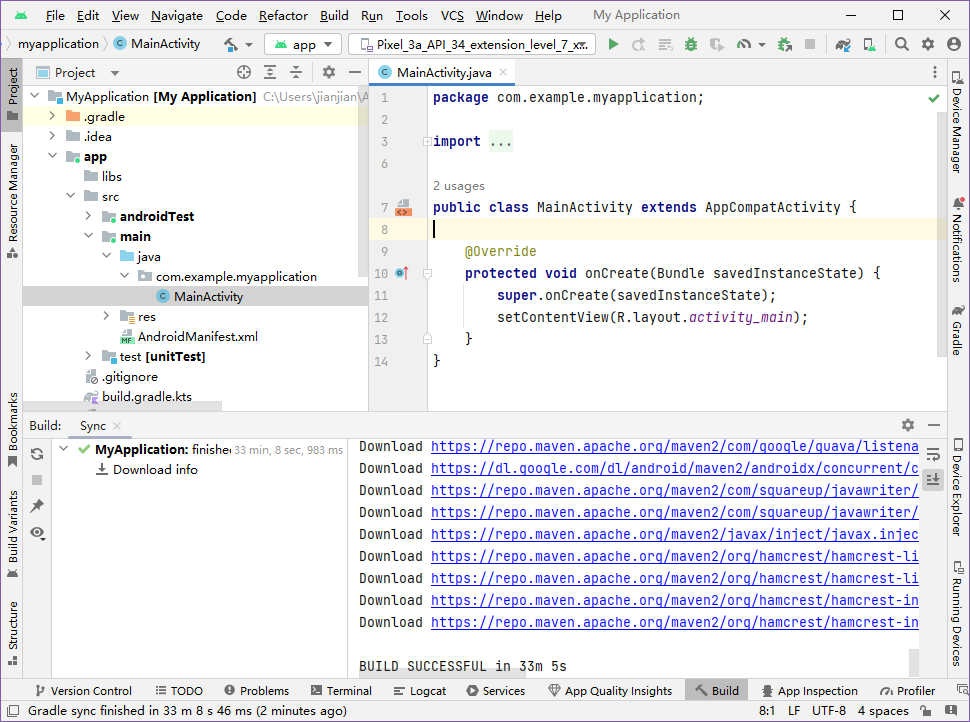 File Edit View Navigate Code Refactor Build Run Tools VCS Window Help My Application
myapplication MainActivity app Pixel_3a_API_34_extension_level_7_x...
Project
MainActivity.java
MyApplication [My Application] C:\Users\jianjian\A
.gradle
.idea
app
libs
src
androidTest
main
java
com.example.myapplication
MainActivity
res
AndroidManifest.xml
test [unitTest]
.gitignore
build.gradle.kts
1 package com.example.myapplication;
2
3 import ...
6
2 usages
7 public class MainActivity extends AppCompatActivity {
8
9 @Override
10 protected void onCreate(Bundle savedInstanceState) {
11 super.onCreate(savedInstanceState);
12 setContentView(R.layout.activity_main);
13 }
14 }
Project
Resource Manager
Bookmarks
Build Variants
Structure
Device Manager
Notifications
Gradle
Device Explorer
Running Devices
Build: Sync
MyApplication: finished 33 min, 8 sec, 983 ms
Download info
Download https://repo.maven.apache.org/maven2/com/google/guava/listena
Download https://dl.google.com/dl/android/maven2/androidx/concurrent/c
Download https://repo.maven.apache.org/maven2/com/squareup/javawriter/
Download https://repo.maven.apache.org/maven2/com/squareup/javawriter/
Download https://repo.maven.apache.org/maven2/javax/inject/javax.injec
Download https://repo.maven.apache.org/maven2/org/hamcrest/hamcrest-li
Download https://repo.maven.apache.org/maven2/org/hamcrest/hamcrest-li
Download https://repo.maven.apache.org/maven2/org/hamcrest/hamcrest-in
Download https://repo.maven.apache.org/maven2/org/hamcrest/hamcrest-in
BUILD SUCCESSFUL in 33m 5s
Version Control TODO Problems Terminal Logcat Services App Quality Insights Build App Inspection Profiler
Gradle sync finished in 33 m 8 s 46 ms (2 minutes ago) 8:1 LF UTF-8 4 spaces